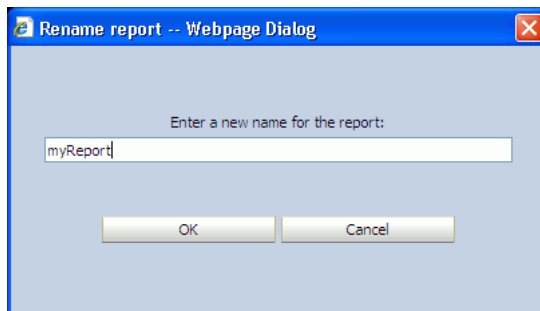 Rename report -- Webpage Dialog
Enter a new name for the report:
myReport
OK
Cancel